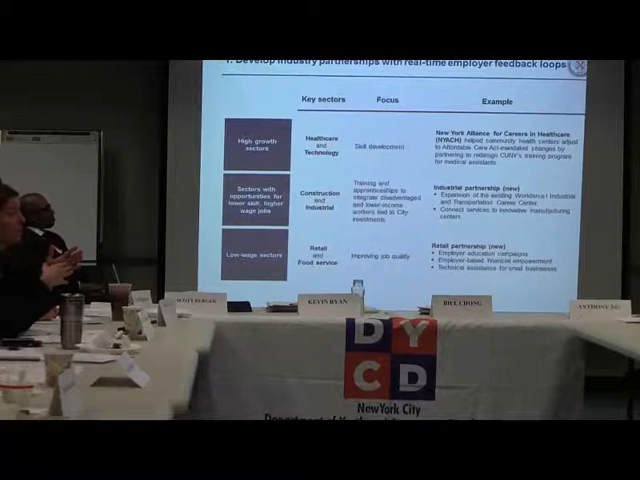 1. Develop industry partnerships with real-time employer feedback loops
Key sectors
Focus
Example
High growth
sectors
Healthcare
and
Technology
Skill development
New York Alliance for Careers in Healthcare
(NYACH) helped community health centers adjust
to Affordable Care Act-mandated changes by
partnering to redesign CUNY's training program
for medical assistants
Sectors with
opportunities for
lower skill, higher
wage jobs
Construction
and
Industrial
Training and
apprenticeships to
integrate disadvantaged
and lower-income
workers tied to City
investments
Industrial partnership (new)
• Expansion of the existing Workforce1 Industrial
and Transportation Career Center
• Connect services to innovative manufacturing
centers
Low-wage sectors
Retail
and
Food service
Improving job quality
Retail partnership (new)
• Employer education campaigns
• Employer-based financial empowerment
• Technical assistance for small businesses
KEVIN RYAN
BILL CHONG
ANTHONY NG
DY
CD
NewYork City
Department of Youth